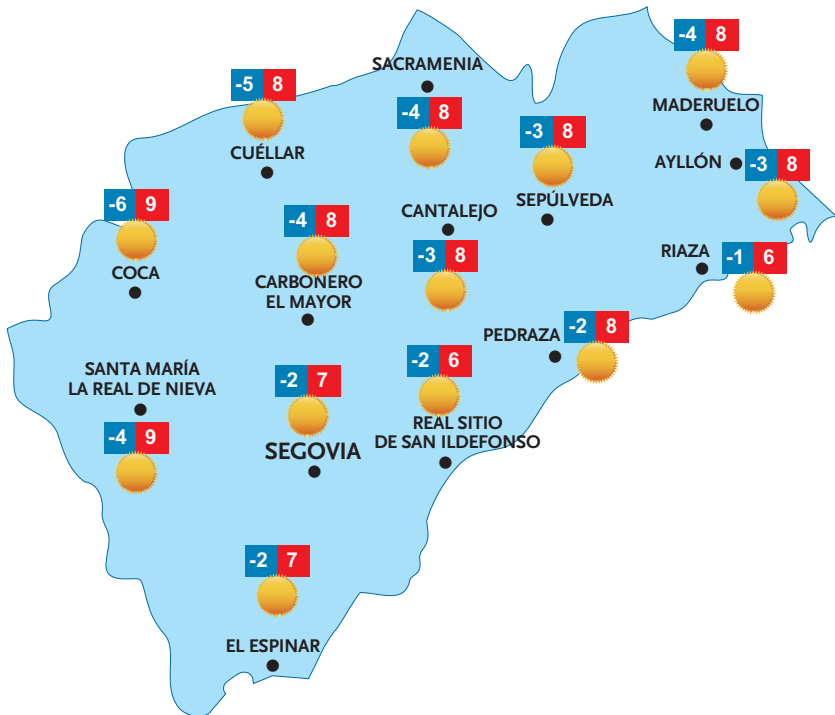 -4 8
MADERUELO
SACRAMENIA
-4 8
-5 8
CUÉLLAR
-3 8
SEPÚLVEDA
AYLLÓN
-3 8
-6 9
COCA
-4 8
CARBONERO
EL MAYOR
CANTALEJO
-3 8
RIAZA
-1 6
PEDRAZA
-2 8
SANTA MARÍA
LA REAL DE NIEVA
-4 9
-2 7
SEGOVIA
-2 6
REAL SITIO
DE SAN ILDEFONSO
-2 7
EL ESPINAR